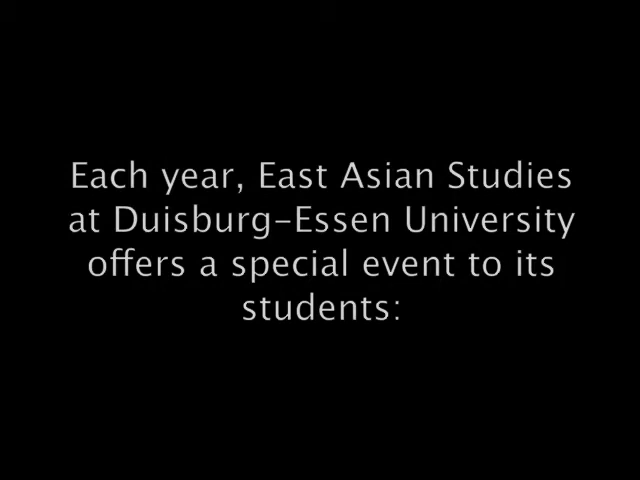 Each year, East Asian Studies
at Duisburg-Essen University
offers a special event to its
students: